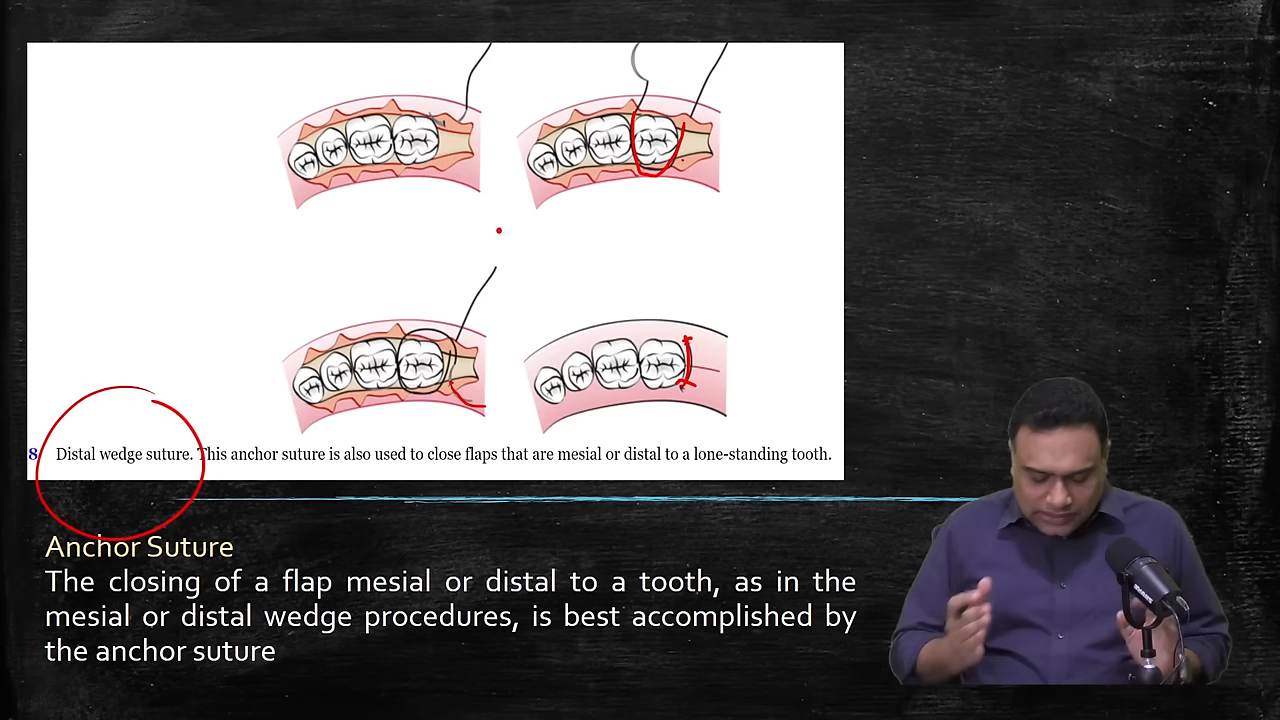 8 Distal wedge suture. This anchor suture is also used to close flaps that are mesial or distal to a lone-standing tooth.
Anchor Suture
The closing of a flap mesial or distal to a tooth, as in the
mesial or distal wedge procedures, is best accomplished by
the anchor suture